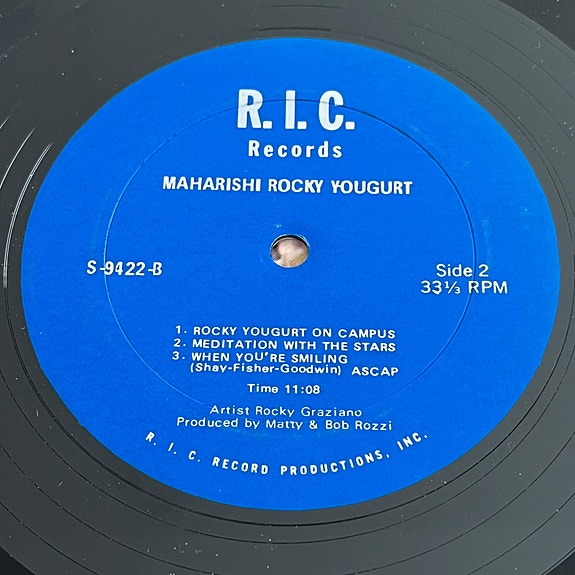 R. I. C.
Records
MAHARISHI ROCKY YOUGURT
S-9422-B
Side 2
33⅓ RPM
1. ROCKY YOUGURT ON CAMPUS
2. MEDITATION WITH THE STARS
3. WHEN YOU'RE SMILING
(Shay-Fisher-Goodwin) ASCAP
Time 11:08
Artist Rocky Graziano
Produced by Matty & Bob Rozzi
R. I. C. RECORD PRODUCTIONS, INC.